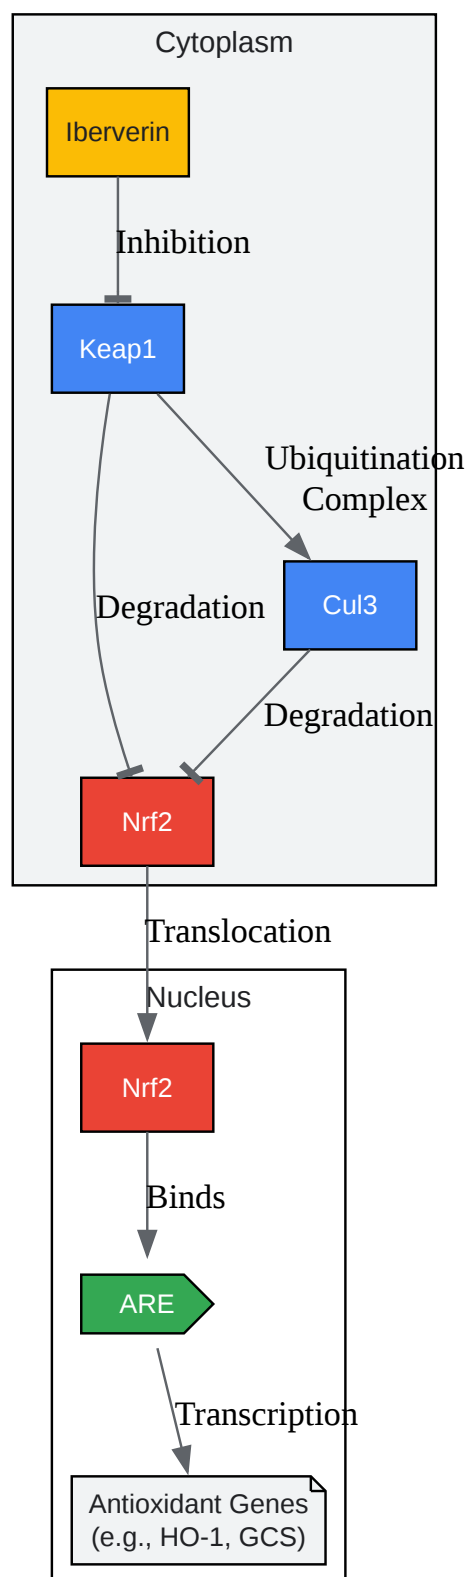 Cytoplasm
Iberverin
Inhibition
Keap1
Ubiquitination
Complex
Cul3
Degradation
Degradation
Nrf2
Translocation
Nucleus
Nrf2
Binds
ARE
Transcription
Antioxidant Genes
(e.g., HO-1, GCS)